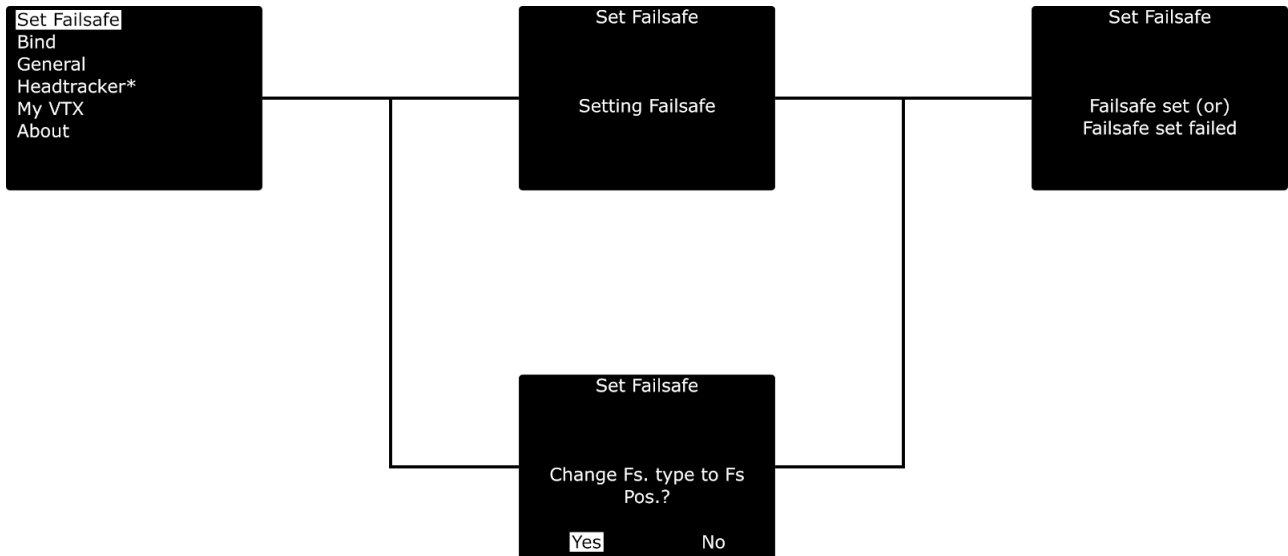 Set Failsafe
Bind
General
Headtracker*
My VTX
About
Set Failsafe
Setting Failsafe
Set Failsafe
Failsafe set (or)
Failsafe set failed
Set Failsafe
Change Fs. type to Fs
Pos.?
Yes No